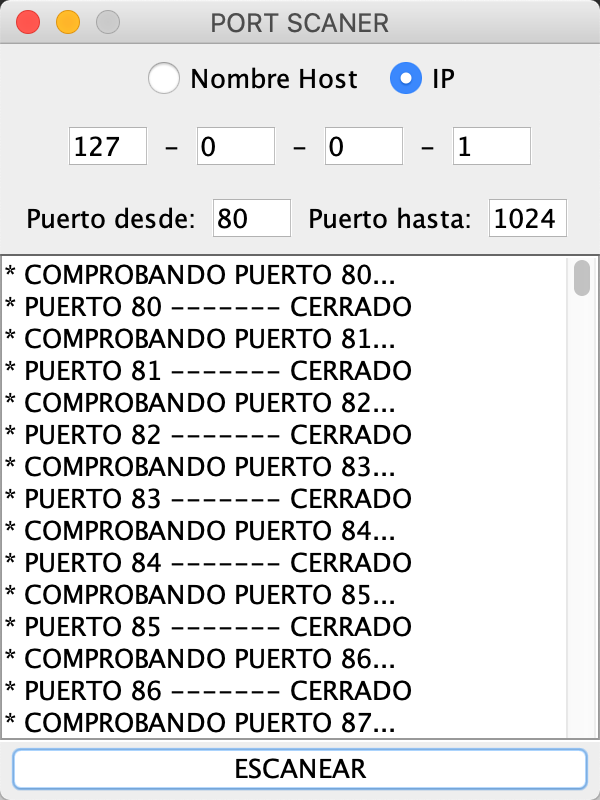 PORT SCANER
Nombre Host IP
127 - 0 - 0 - 1
Puerto desde: 80 Puerto hasta: 1024
* COMPROBANDO PUERTO 80...
* PUERTO 80 ------- CERRADO
* COMPROBANDO PUERTO 81...
* PUERTO 81 ------- CERRADO
* COMPROBANDO PUERTO 82...
* PUERTO 82 ------- CERRADO
* COMPROBANDO PUERTO 83...
* PUERTO 83 ------- CERRADO
* COMPROBANDO PUERTO 84...
* PUERTO 84 ------- CERRADO
* COMPROBANDO PUERTO 85...
* PUERTO 85 ------- CERRADO
* COMPROBANDO PUERTO 86...
* PUERTO 86 ------- CERRADO
* COMPROBANDO PUERTO 87...
ESCANEAR